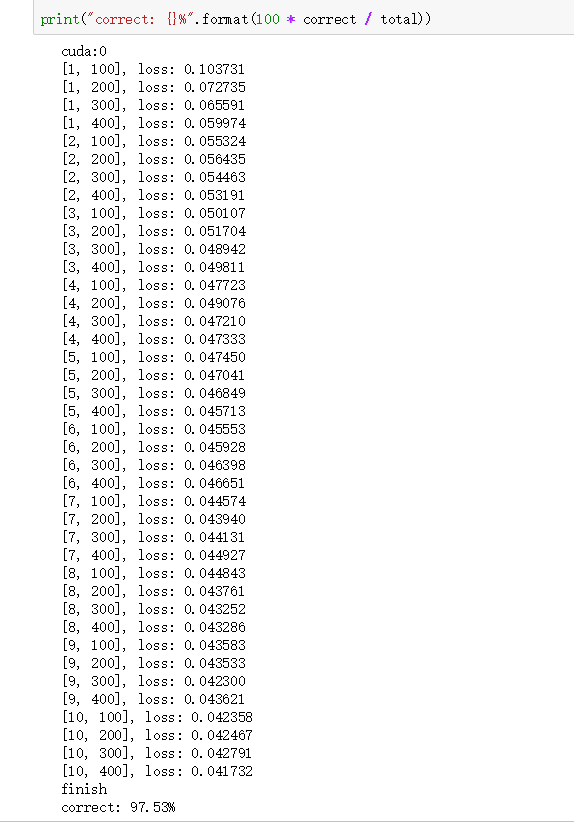 print("correct: {}%".format(100 * correct / total))
cuda:0
[1, 100], loss: 0.103731
[1, 200], loss: 0.072735
[1, 300], loss: 0.065591
[1, 400], loss: 0.059974
[2, 100], loss: 0.055324
[2, 200], loss: 0.056435
[2, 300], loss: 0.054463
[2, 400], loss: 0.053191
[3, 100], loss: 0.050107
[3, 200], loss: 0.051704
[3, 300], loss: 0.048942
[3, 400], loss: 0.049811
[4, 100], loss: 0.047723
[4, 200], loss: 0.049076
[4, 300], loss: 0.047210
[4, 400], loss: 0.047333
[5, 100], loss: 0.047450
[5, 200], loss: 0.047041
[5, 300], loss: 0.046849
[5, 400], loss: 0.045713
[6, 100], loss: 0.045553
[6, 200], loss: 0.045928
[6, 300], loss: 0.046398
[6, 400], loss: 0.046651
[7, 100], loss: 0.044574
[7, 200], loss: 0.043940
[7, 300], loss: 0.044131
[7, 400], loss: 0.044927
[8, 100], loss: 0.044843
[8, 200], loss: 0.043761
[8, 300], loss: 0.043252
[8, 400], loss: 0.043286
[9, 100], loss: 0.043583
[9, 200], loss: 0.043533
[9, 300], loss: 0.042300
[9, 400], loss: 0.043621
[10, 100], loss: 0.042358
[10, 200], loss: 0.042467
[10, 300], loss: 0.042791
[10, 400], loss: 0.041732
finish
correct: 97.53%